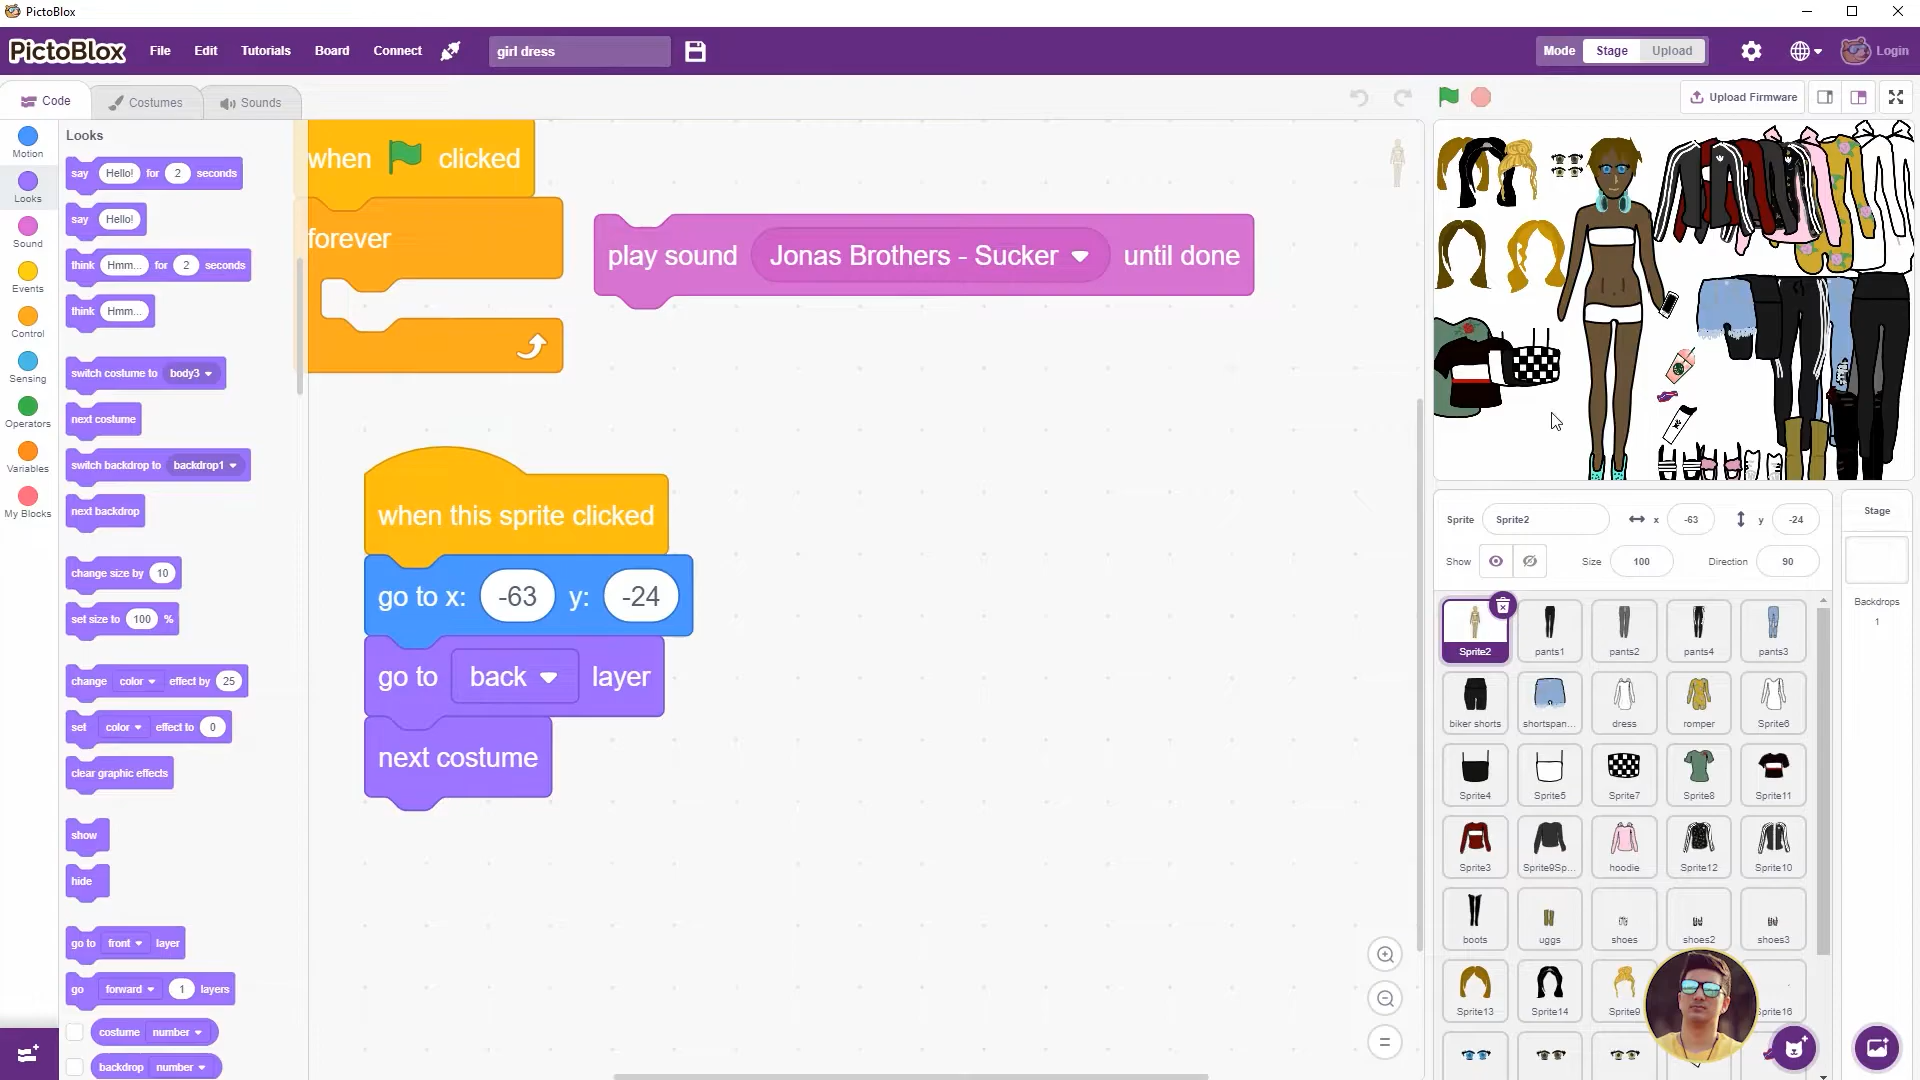 PictoBlox
PictoBlox File Edit Tutorials Board Connect girl dress Mode Stage Upload Login
Code Costumes Sounds Upload Firmware
Motion
Looks
Sound
Events
Control
Sensing
Operators
Variables
My Blocks
Looks
say Hello! for 2 seconds
say Hello!
think Hmm... for 2 seconds
think Hmm...
switch costume to body3
next costume
switch backdrop to backdrop1
next backdrop
change size by 10
set size to 100 %
change color effect by 25
set color effect to 0
clear graphic effects
show
hide
go to front layer
go forward 1 layers
costume number
backdrop number
when clicked
forever
play sound Jonas Brothers - Sucker until done
when this sprite clicked
go to x: -63 y: -24
go to back layer
next costume
Sprite Sprite2 x -63 y -24
Show Size 100 Direction 90
Sprite2 pants1 pants2 pants4 pants3
biker shorts shortspan... dress romper Sprite6
Sprite4 Sprite5 Sprite7 Sprite8 Sprite11
Sprite3 Sprite9Sp... hoodie Sprite12 Sprite10
boots uggs shoes shoes2 shoes3
Sprite13 Sprite14 Sprite9 Sprite16
Stage
Backdrops
1